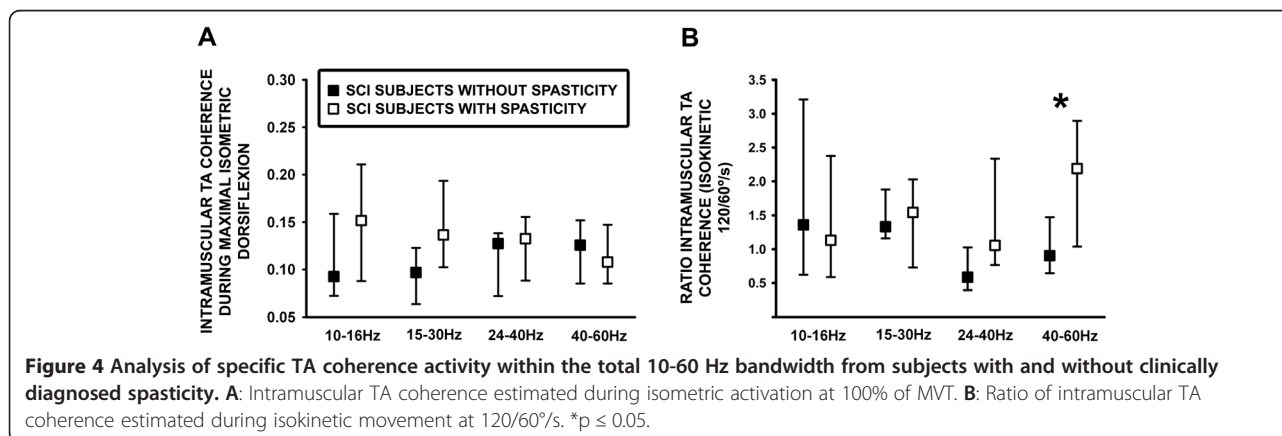 A
INTRAMUSCULAR TA COHERENCE
DURING MAXIMAL ISOMETRIC
DORSIFLEXION
0.30
0.25
0.20
0.15
0.10
0.05
SCI SUBJECTS WITHOUT SPASTICITY
SCI SUBJECTS WITH SPASTICITY
10-16Hz
15-30Hz
24-40Hz
40-60Hz
B
RATIO INTRAMUSCULAR TA
COHERENCE (ISOKINETIC
120/60°/s)
3.5
3.0
2.5
2.0
1.5
1.0
0.5
*
10-16Hz
15-30Hz
24-40Hz
40-60Hz
Figure 4 Analysis of specific TA coherence activity within the total 10-60 Hz bandwidth from subjects with and without clinically
diagnosed spasticity. A: Intramuscular TA coherence estimated during isometric activation at 100% of MVT. B: Ratio of intramuscular TA
coherence estimated during isokinetic movement at 120/60°/s. *p ≤ 0.05.